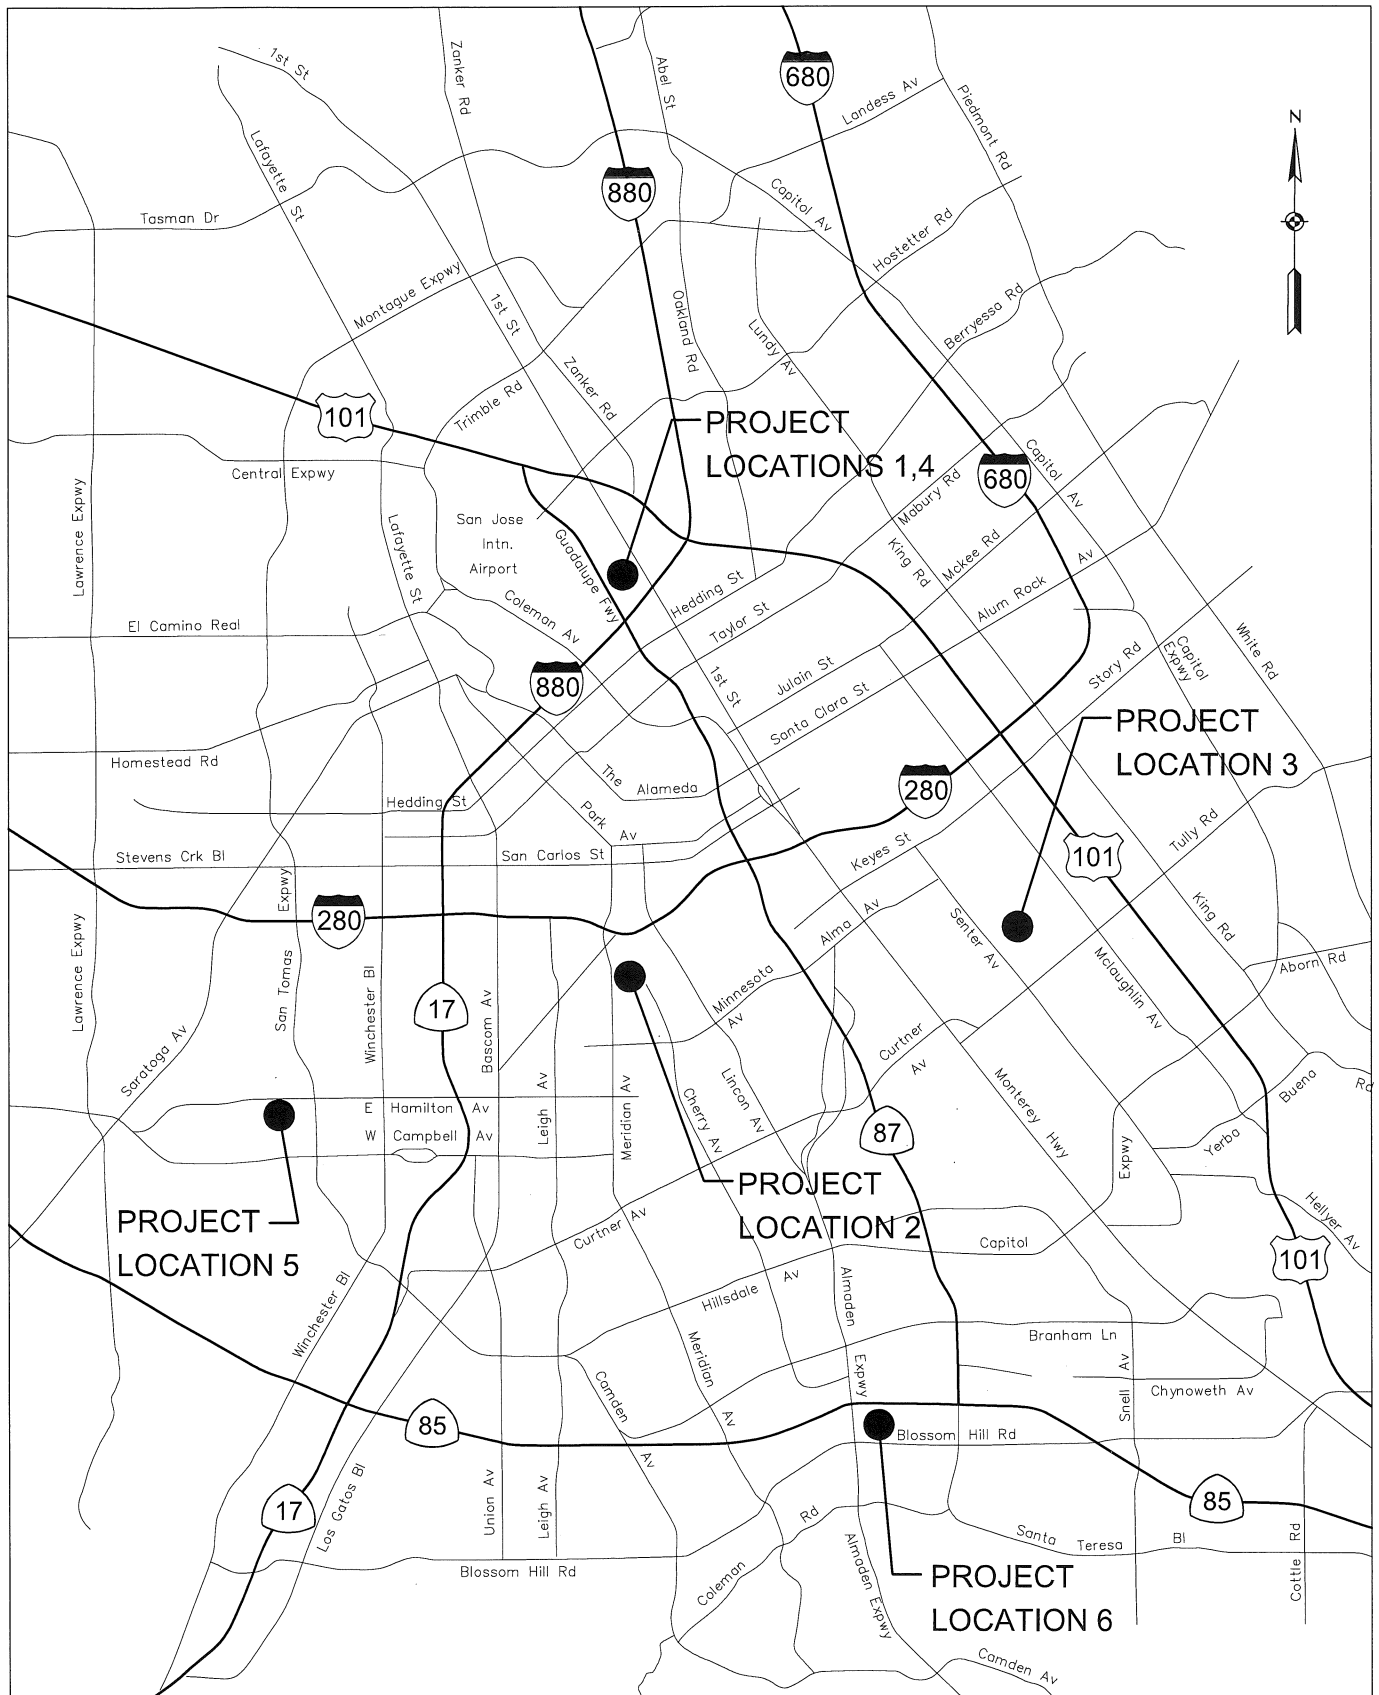 1st St
Zanker Rd
Abel St
680
Landess Av
Piedmont Rd
N
Lafayette St
880
Capitol Av
Tasman Dr
Hostetter Rd
Montague Expwy
1st St
Oakland Rd
Lundy Av
Berryessa Rd
Zanker Rd
Trimble Rd
101
PROJECT
LOCATIONS 1,4
Central Expwy
Capitol Av
680
Mabury Rd
Lawrence Expwy
San Jose
Intn.
Airport
Lafayette St
Guadalupe Fwy
King Rd
Mckee Rd
Alum Rock Av
Hedding St
Coleman Av
Taylor St
El Camino Real
White Rd
Capitol
Expwy
Story Rd
880
1st St
Julain St
Santa Clara St
PROJECT
LOCATION 3
Homestead Rd
The Alameda
280
Hedding St
Park Av
Tully Rd
Stevens Crk Bl
San Carlos St
Keyes St
101
Expwy
280
Alma Av
Senter Av
King Rd
Lawrence Expwy
San Tomas
Winchester Bl
17
Bascom Av
Minnesota
Av
Mclaughlin Av
Aborn Rd
Saratoga Av
Curtner
Av
Monterey Hwy
Buena Rd
Yerba
E Hamilton Av
W Campbell Av
Leigh Av
Meridian Av
Cherry Av
Lincon Av
87
Expwy
PROJECT
LOCATION 2
PROJECT
LOCATION 5
Curtner Av
Capitol
Hellyer Av
101
Hillsdale Av
Almaden
Expwy
Winchester Bl
Meridian
Av
Branham Ln
Snell Av
Chynoweth Av
Camden
Av
85
Blossom Hill Rd
85
17
Los Gatos Bl
Union Av
Leigh Av
Rd
Santa Teresa Bl
Cottle Rd
Blossom Hill Rd
Coleman
Almaden Expwy
PROJECT
LOCATION 6
Camden Av